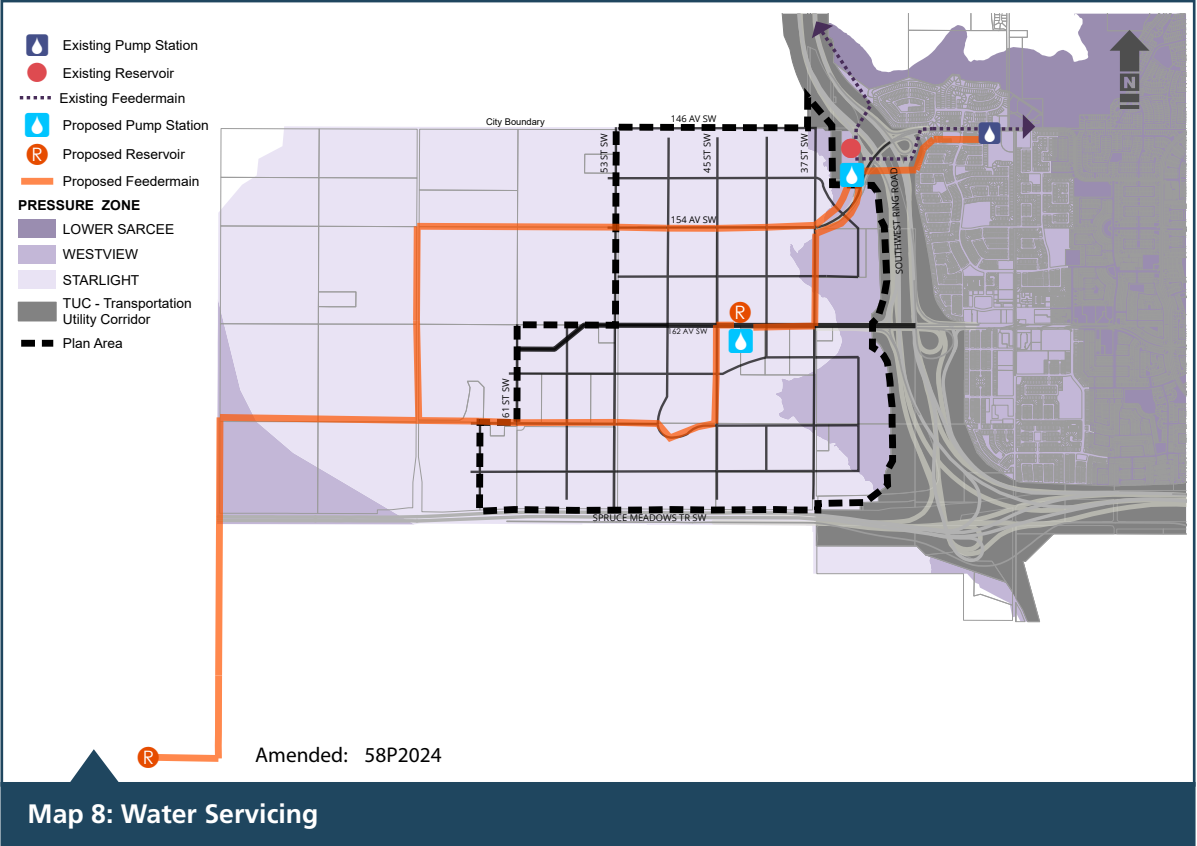 Existing Pump Station
Existing Reservoir
Existing Feedermain
Proposed Pump Station
R Proposed Reservoir
Proposed Feedermain
PRESSURE ZONE
LOWER SARCEE
WESTVIEW
STARLIGHT
TUC - Transportation
Utility Corridor
Plan Area
N
City Boundary
146 AV SW
53 ST SW
45 ST SW
37 ST SW
154 AV SW
SOUTHWEST RING ROAD
R
162 AV SW
61 ST SW
SPRUCE MEADOWS TR SW
R
Amended: 58P2024
Map 8: Water Servicing